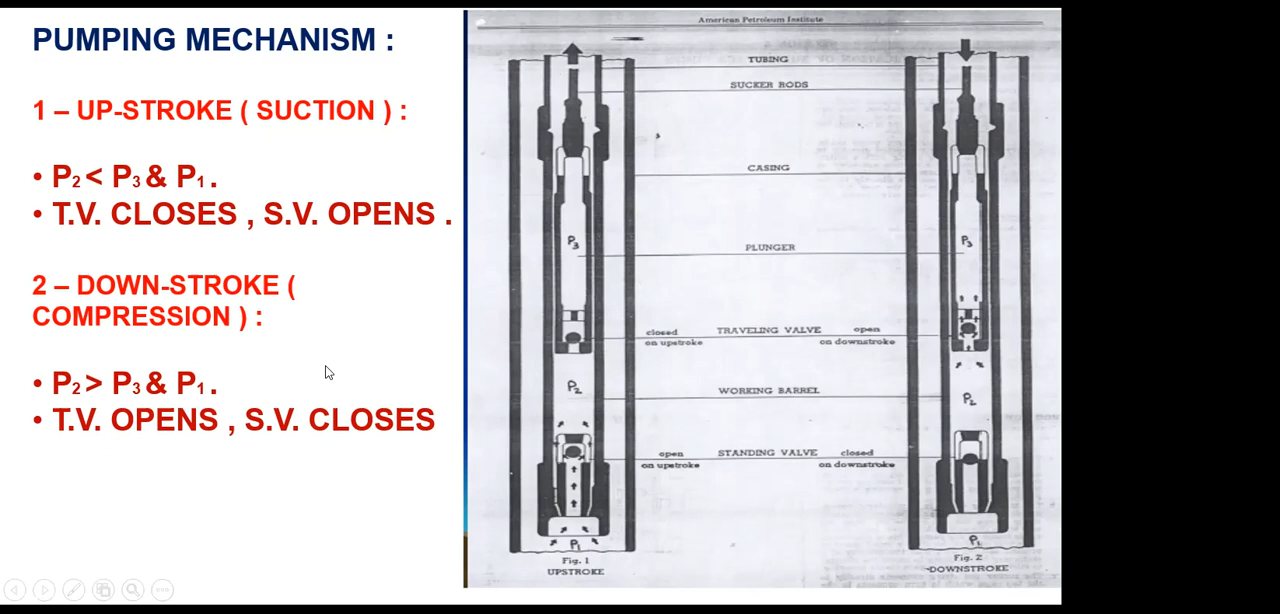 PUMPING MECHANISM :
1 – UP-STROKE ( SUCTION ) :
• P2 < P3 & P1 .
• T.V. CLOSES , S.V. OPENS .
2 – DOWN-STROKE (
COMPRESSION ) :
• P2 > P3 & P1 .
• T.V. OPENS , S.V. CLOSES
American Petroleum Institute
TUBING
SUCKER RODS
CASING
P3
P3
PLUNGER
closed TRAVELING VALVE open
on upstroke on downstroke
P2
WORKING BARREL
P2
open STANDING VALVE closed
on upstroke on downstroke
P1
P1
Fig. 1
UPSTROKE
Fig. 2
DOWNSTROKE